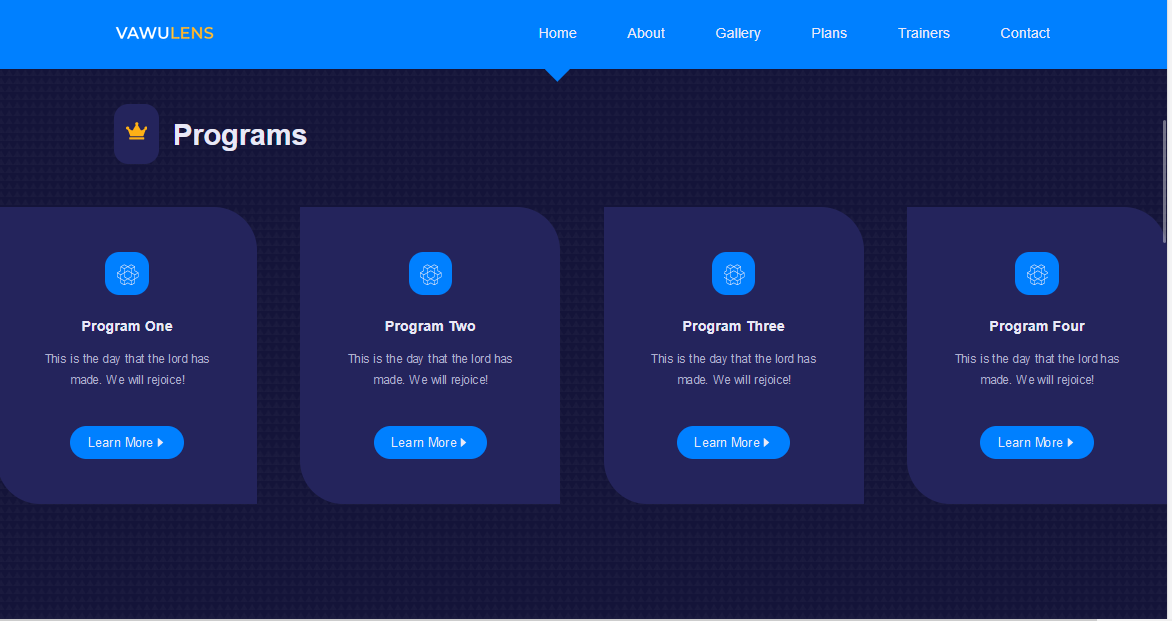 VAWULENS
Home About Gallery Plans Trainers Contact
Programs
Program One
This is the day that the lord has
made. We will rejoice!
Learn More
Program Two
This is the day that the lord has
made. We will rejoice!
Learn More
Program Three
This is the day that the lord has
made. We will rejoice!
Learn More
Program Four
This is the day that the lord has
made. We will rejoice!
Learn More